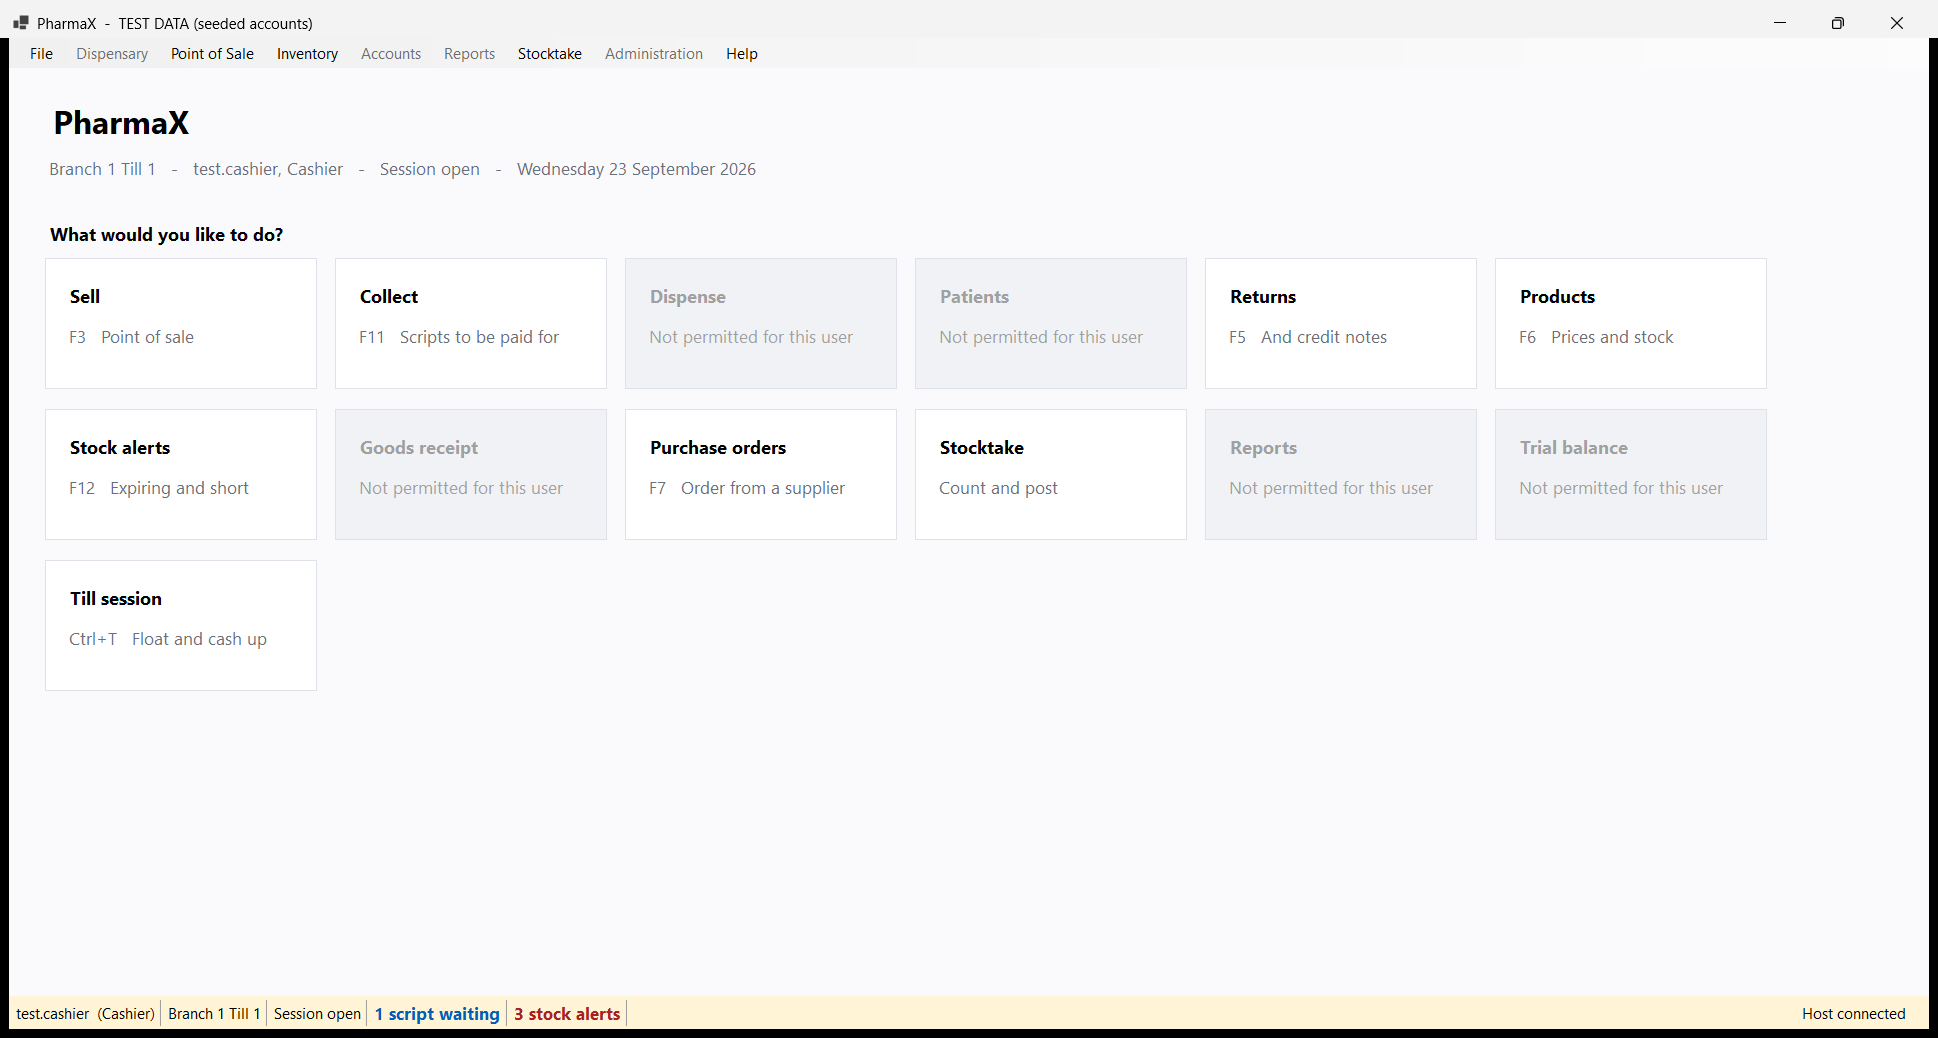 PharmaX - TEST DATA (seeded accounts)
File Dispensary Point of Sale Inventory Accounts Reports Stocktake Administration Help
PharmaX
Branch 1 Till 1 - test.cashier, Cashier - Session open - Wednesday 23 September 2026
What would you like to do?
Sell
F3 Point of sale
Collect
F11 Scripts to be paid for
Dispense
Not permitted for this user
Patients
Not permitted for this user
Returns
F5 And credit notes
Products
F6 Prices and stock
Stock alerts
F12 Expiring and short
Goods receipt
Not permitted for this user
Purchase orders
F7 Order from a supplier
Stocktake
Count and post
Reports
Not permitted for this user
Trial balance
Not permitted for this user
Till session
Ctrl+T Float and cash up
test.cashier (Cashier) Branch 1 Till 1 Session open 1 script waiting 3 stock alerts Host connected